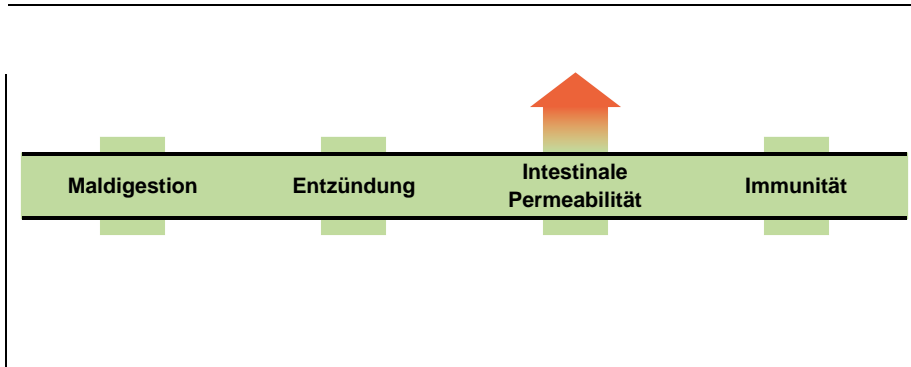 Maldigestion
Entzündung
Intestinale
Permeabilität
Immunität